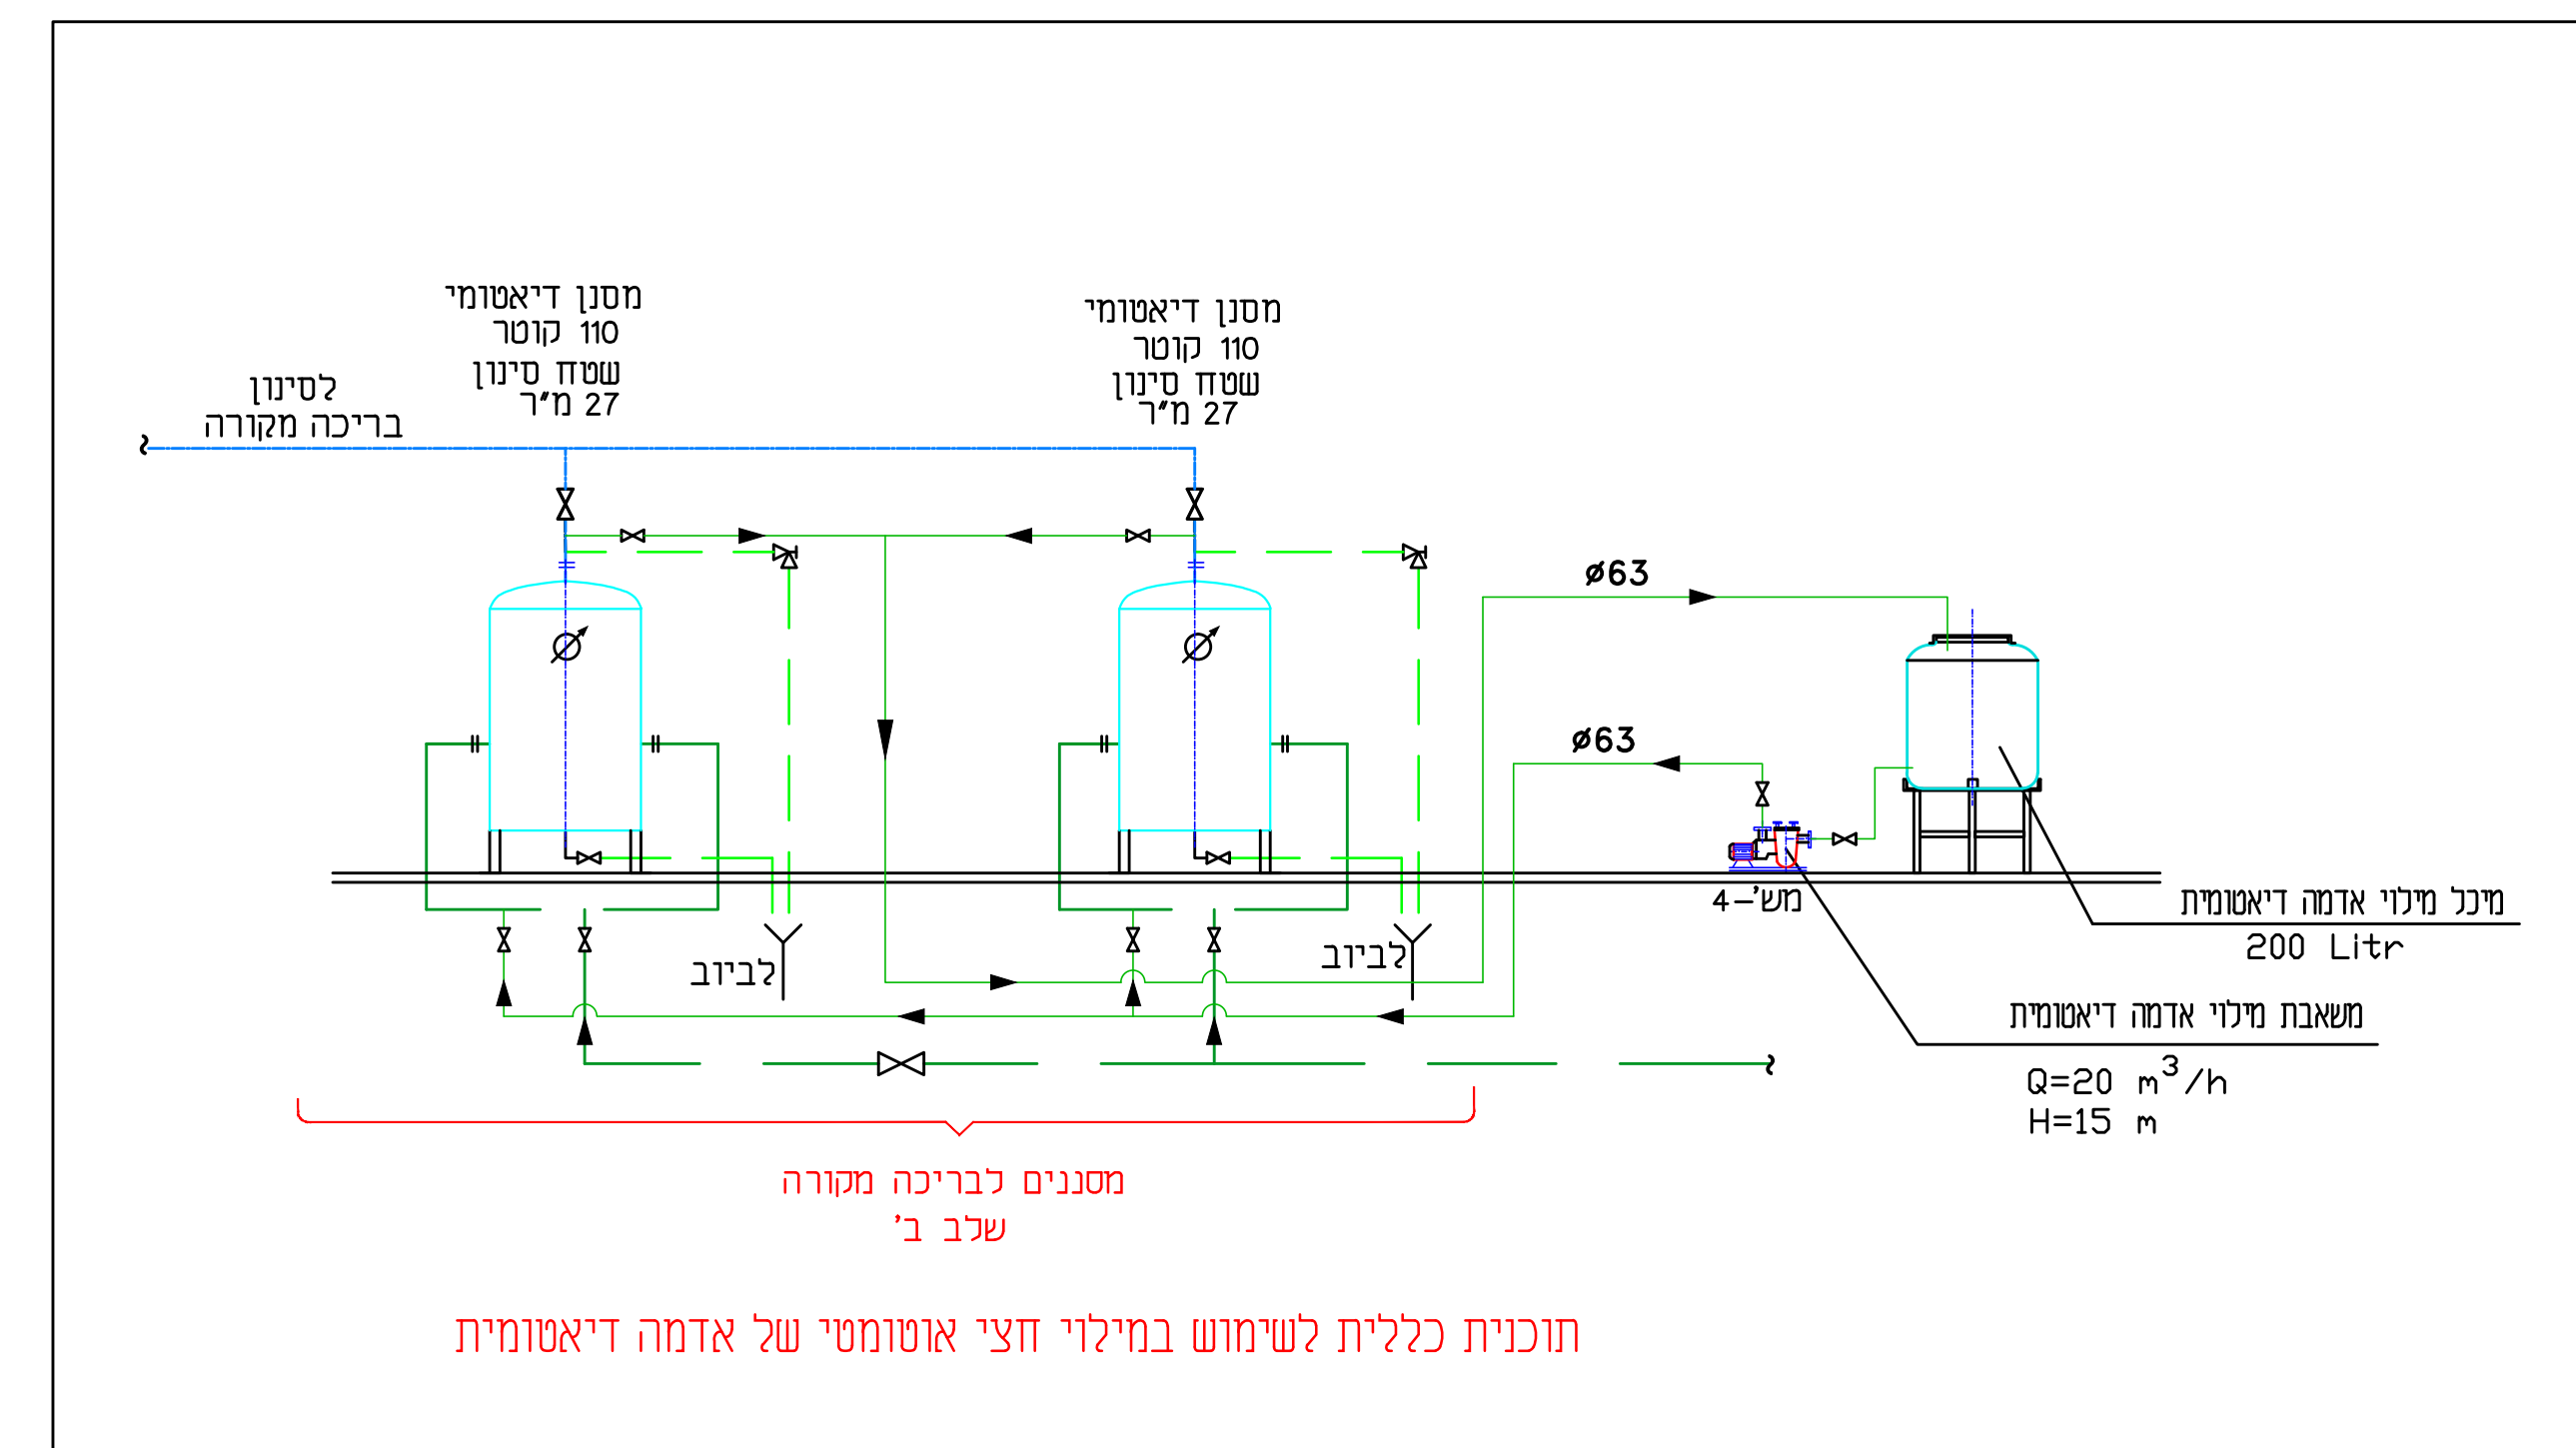 מסנן דיאטומי
110 קוטר
שטח סינון
27 מ"ר
מסנן דיאטומי
110 קוטר
שטח סינון
27 מ"ר
לסינון
בריכה מקורה
ø63
ø63
מש'-4
מיכל מילוי אדמה דיאטומית
200 Litr
לביוב
לביוב
משאבת מילוי אדמה דיאטומית
Q=20 m³/h
H=15 m
מסננים לבריכה מקורה
שלב ב'
תוכנית כללית לשימוש במילוי חצי אוטומטי של אדמה דיאטומית